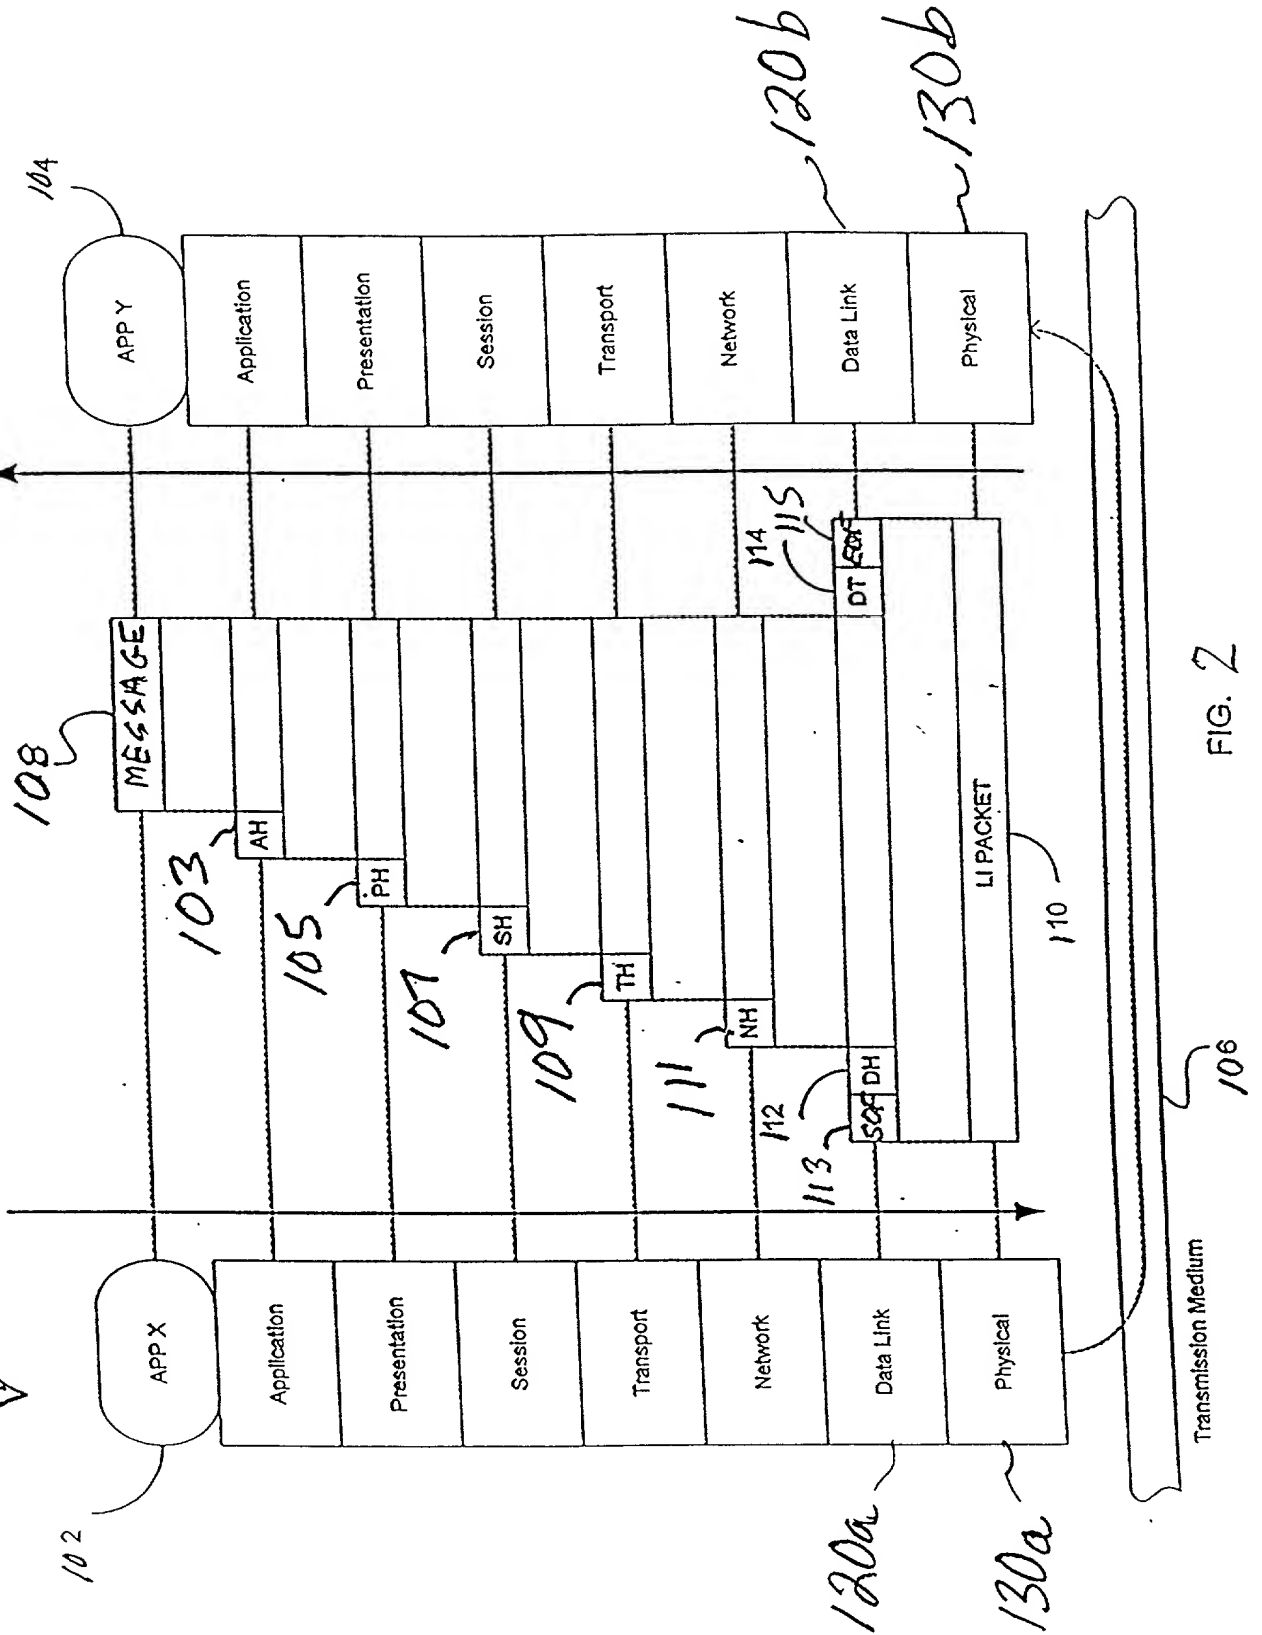 108
104
102
APP X
MESSAGE
APP Y
103
Application
AH
Application
105
Presentation
PH
Presentation
107
Session
SH
Session
109
Transport
TH
Transport
111
Network
NH
Network
112
114
115
120b
113
120a
Data Link
SOF
DH
DT
EOF
Data Link
130b
130a
Physical
LI PACKET
Physical
110
106
Transmission Medium
FIG. 2